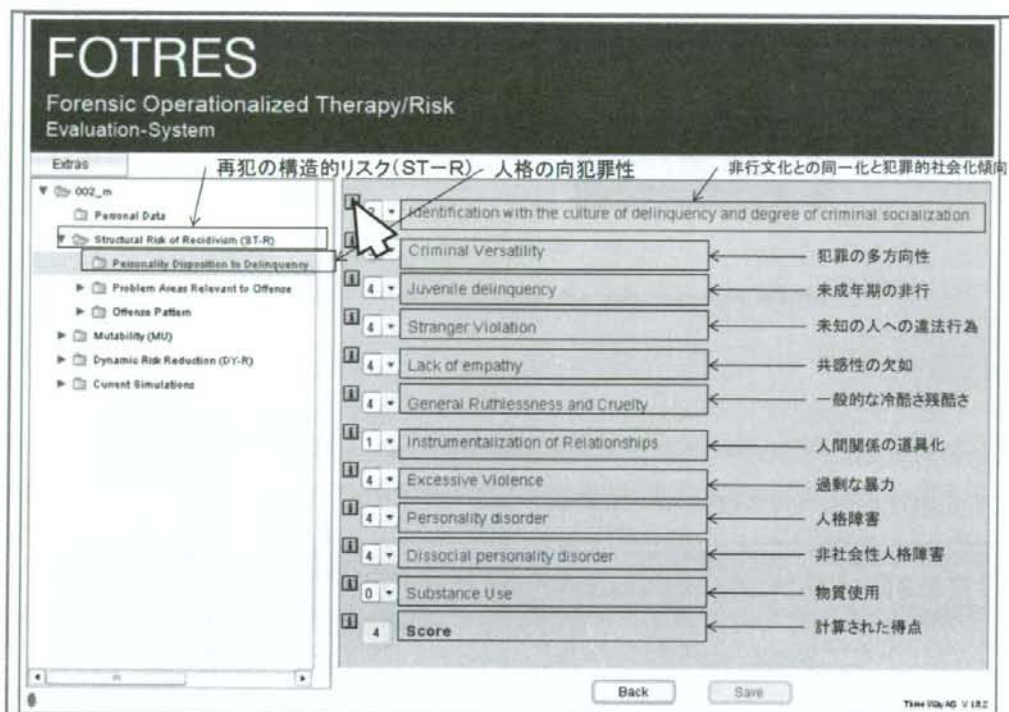 FOTRES
Forensic Operationalized Therapy/Risk
Evaluation-System
Extras
再犯の構造的リスク(ST－R)
人格の向犯罪性
非行文化との同一化と犯罪的社会化傾向
002_m
Personal Data
Structural Risk of Recidivism (ST-R)
Personality Disposition to Delinquency
Problem Areas Relevant to Offense
Offense Pattern
Mutability (MU)
Dynamic Risk Reduction (DY-R)
Current Simulations
Identification with the culture of delinquency and degree of criminal socialization
Criminal Versatility 犯罪の多方向性
4 Juvenile delinquency 未成年期の非行
4 Stranger Violation 未知の人への違法行為
4 Lack of empathy 共感性の欠如
4 General Ruthlessness and Cruelty 一般的な冷酷さ残酷さ
1 Instrumentalization of Relationships 人間関係の道具化
4 Excessive Violence 過剰な暴力
4 Personality disorder 人格障害
4 Dissocial personality disorder 非社会性人格障害
0 Substance Use 物質使用
4 Score 計算された得点
Back Save